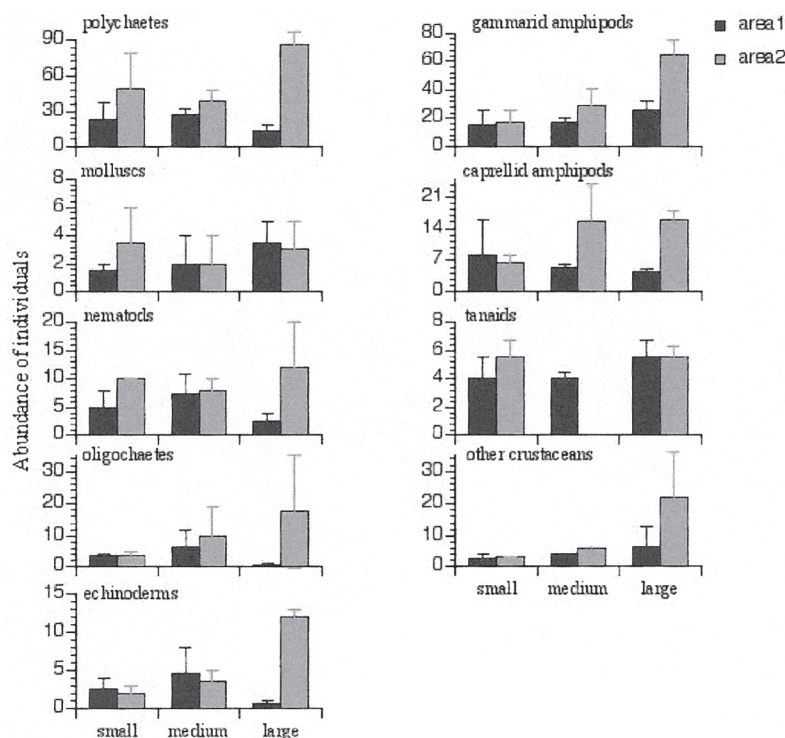 polychaetes
90
60
30
0
molluscs
8
6
4
2
0
nematods
20
15
10
5
0
oligochaetes
30
20
10
0
echinoderms
15
10
5
0
small medium large
Abundance of individuals
gammarid amphipods
80
60
40
20
0
caprellid amphipods
21
14
7
0
tanaids
8
6
4
2
0
other crustaceans
30
20
10
0
small medium large
area1
area2